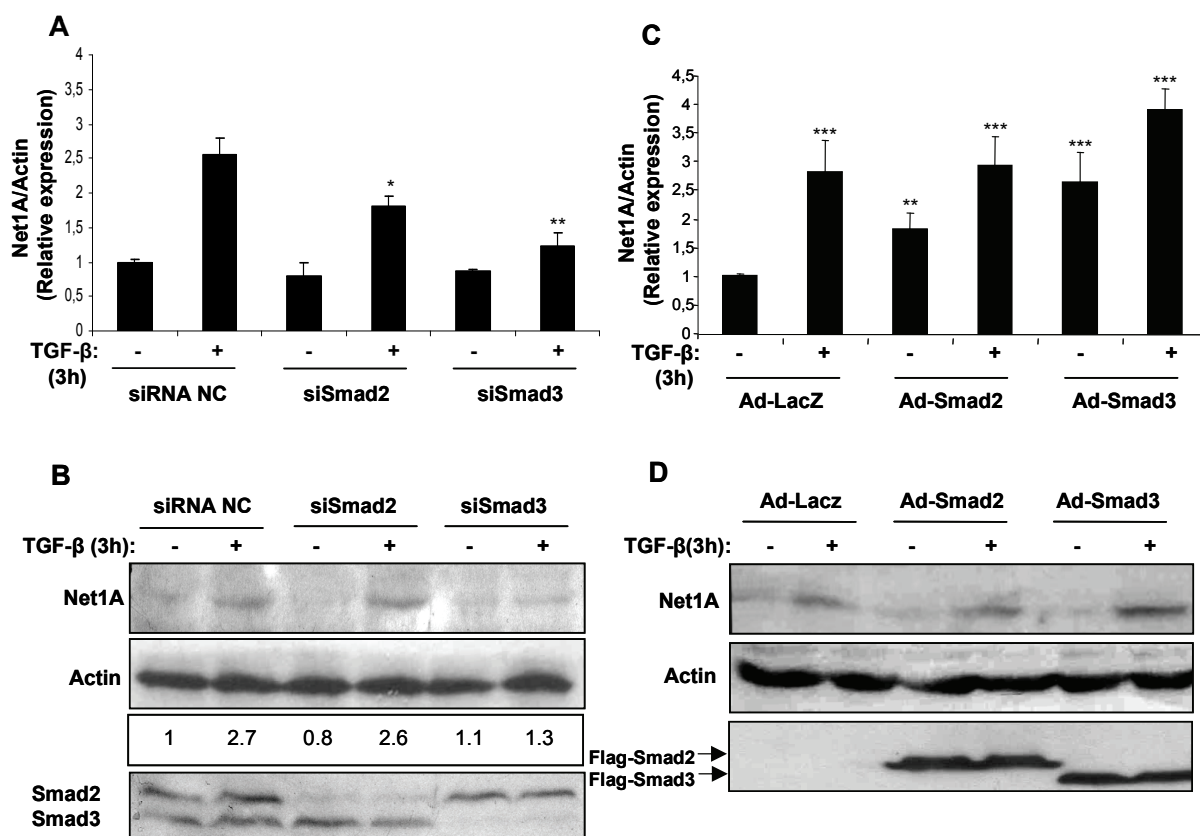 A
Net1A/Actin
(Relative expression)
4
3,5
3
2,5
2
1,5
1
0,5
0
*
**
TGF-β: - + - + - +
(3h)
siRNA NC siSmad2 siSmad3
C
Net1A/Actin
(Relative expression)
4,5
4
3,5
3
2,5
2
1,5
1
0,5
0
***
**
***
***
***
TGF-β: - + - + - +
(3h)
Ad-LacZ Ad-Smad2 Ad-Smad3
B
siRNA NC siSmad2 siSmad3
TGF-β (3h): - + - + - +
Net1A
Actin
1 2.7 0.8 2.6 1.1 1.3
Smad2
Smad3
D
Ad-Lacz Ad-Smad2 Ad-Smad3
TGF-β(3h): - + - + - +
Net1A
Actin
Flag-Smad2
Flag-Smad3